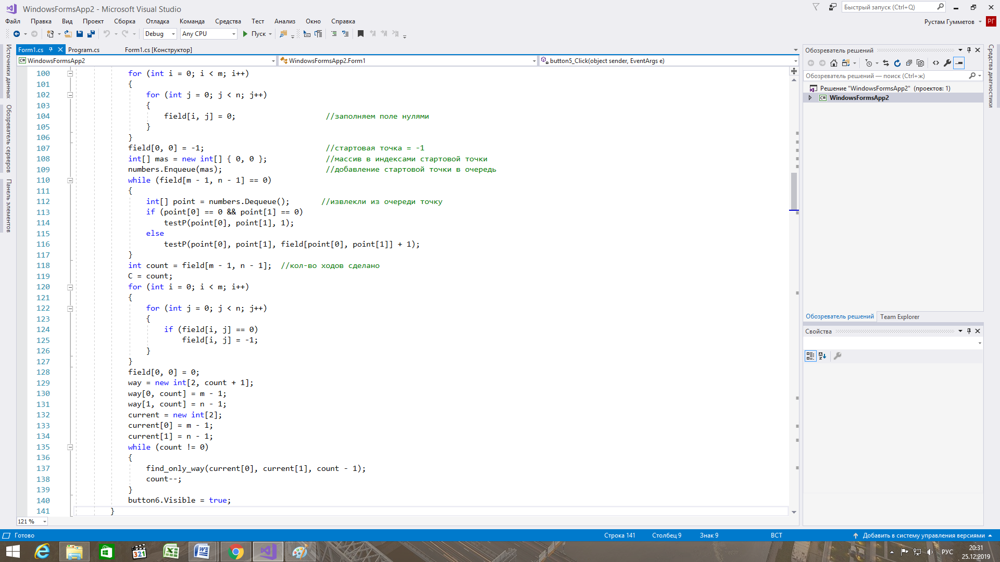 WindowsFormsApp2 - Microsoft Visual Studio
Быстрый запуск (Ctrl+Q)
Файл Правка Вид Проект Сборка Отладка Команда Средства Тест Анализ Окно Справка
Рустам Гумметов РГ
Debug Any CPU Пуск
Источники данных
Обозреватель серверов
Панель элементов
Form1.cs Program.cs Form1.cs [Конструктор]
WindowsFormsApp2 WindowsFormsApp2.Form1 button5_Click(object sender, EventArgs e)
100 for (int i = 0; i < m; i++)
101 {
102 for (int j = 0; j < n; j++)
103 {
104 field[i, j] = 0; //заполняем поле нулями
105 }
106 }
107 field[0, 0] = -1; //стартовая точка = -1
108 int[] mas = new int[] { 0, 0 }; //массив в индексами стартовой точки
109 numbers.Enqueue(mas); //добавление стартовой точки в очередь
110 while (field[m - 1, n - 1] == 0)
111 {
112 int[] point = numbers.Dequeue(); //извлекли из очереди точку
113 if (point[0] == 0 && point[1] == 0)
114 testP(point[0], point[1], 1);
115 else
116 testP(point[0], point[1], field[point[0], point[1]] + 1);
117 }
118 int count = field[m - 1, n - 1]; //кол-во ходов сделано
119 C = count;
120 for (int i = 0; i < m; i++)
121 {
122 for (int j = 0; j < n; j++)
123 {
124 if (field[i, j] == 0)
125 field[i, j] = -1;
126 }
127 }
128 field[0, 0] = 0;
129 way = new int[2, count + 1];
130 way[0, count] = m - 1;
131 way[1, count] = n - 1;
132 current = new int[2];
133 current[0] = m - 1;
134 current[1] = n - 1;
135 while (count != 0)
136 {
137 find_only_way(current[0], current[1], count - 1);
138 count--;
139 }
140 button6.Visible = true;
141 }
121 %
Обозреватель решений
Обозреватель решений — поиск (Ctrl+ж)
Решение "WindowsFormsApp2" (проектов: 1)
C# WindowsFormsApp2
Обозреватель решений Team Explorer
Свойства
Средства диагностики
Готово Строка 141 Столбец 9 Знак 9 ВСТ Добавить в систему управления версиями
321
РУС
20:31
25.12.2019